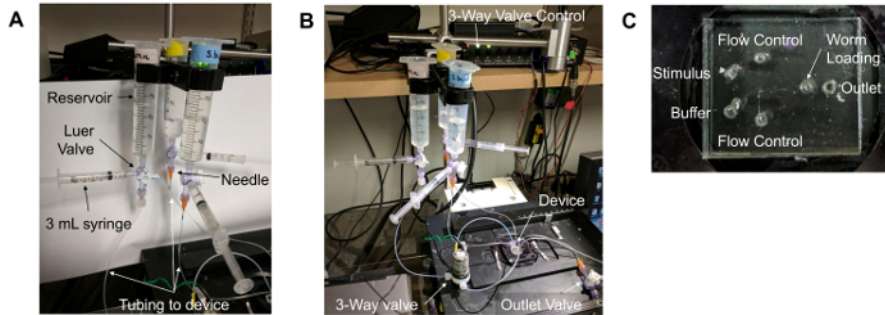 A
Reservoir
Luer
Valve
3 mL syringe
Needle
Tubing to device
B
3-Way Valve Control
Device
3-Way valve
Outlet Valve
C
Flow Control
Worm
Loading
Stimulus
Outlet
Buffer
Flow Control